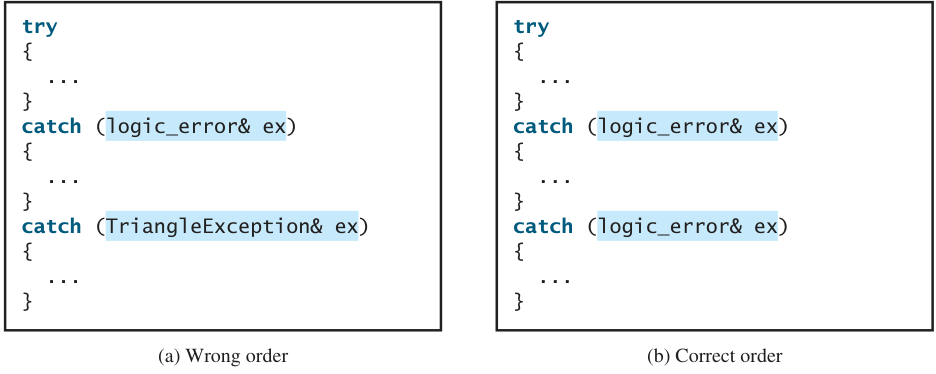 try
{
...
}
catch (logic_error& ex)
{
...
}
catch (TriangleException& ex)
{
...
}
(a) Wrong order
try
{
...
}
catch (logic_error& ex)
{
...
}
catch (logic_error& ex)
{
...
}
(b) Correct order